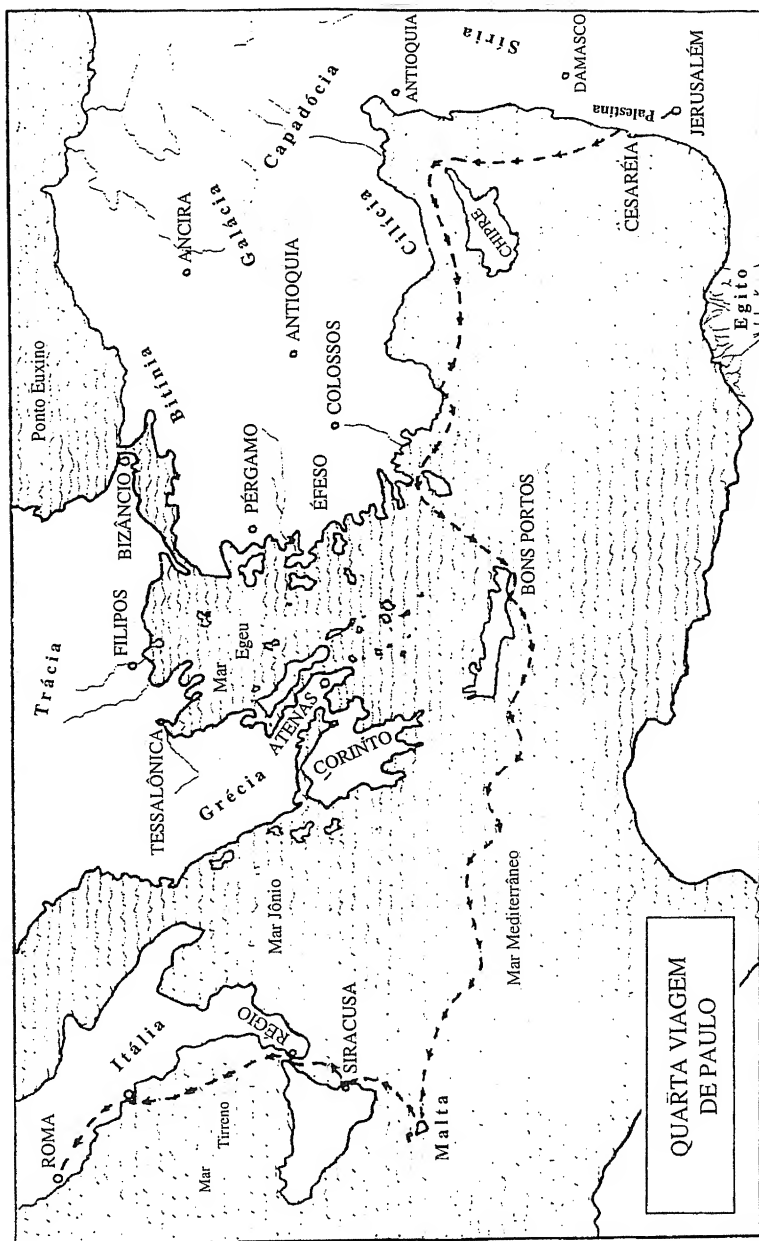 Ponto Euxino
Trácia
Bitínia
BIZÂNCIO
FILIPOS
ÁNCIRA
Galácia
Capadócia
TESSALÔNICA
Mar
Egeu
PÉRGAMO
ANTIOQUIA
ÉFESO
COLOSSOS
Cilícia
ANTIOQUIA
Síria
DAMASCO
Grécia
ATENAS
CORINTO
CHIPRE
Palestina
JERUSALÉM
CESARÉIA
Egito
BONS PORTOS
ROMA
Itália
Mar Jônio
RÉGIO
Mar
Tirreno
SIRACUSA
Malta
Mar Mediterrâneo
QUARTA VIAGEM
DE PAULO